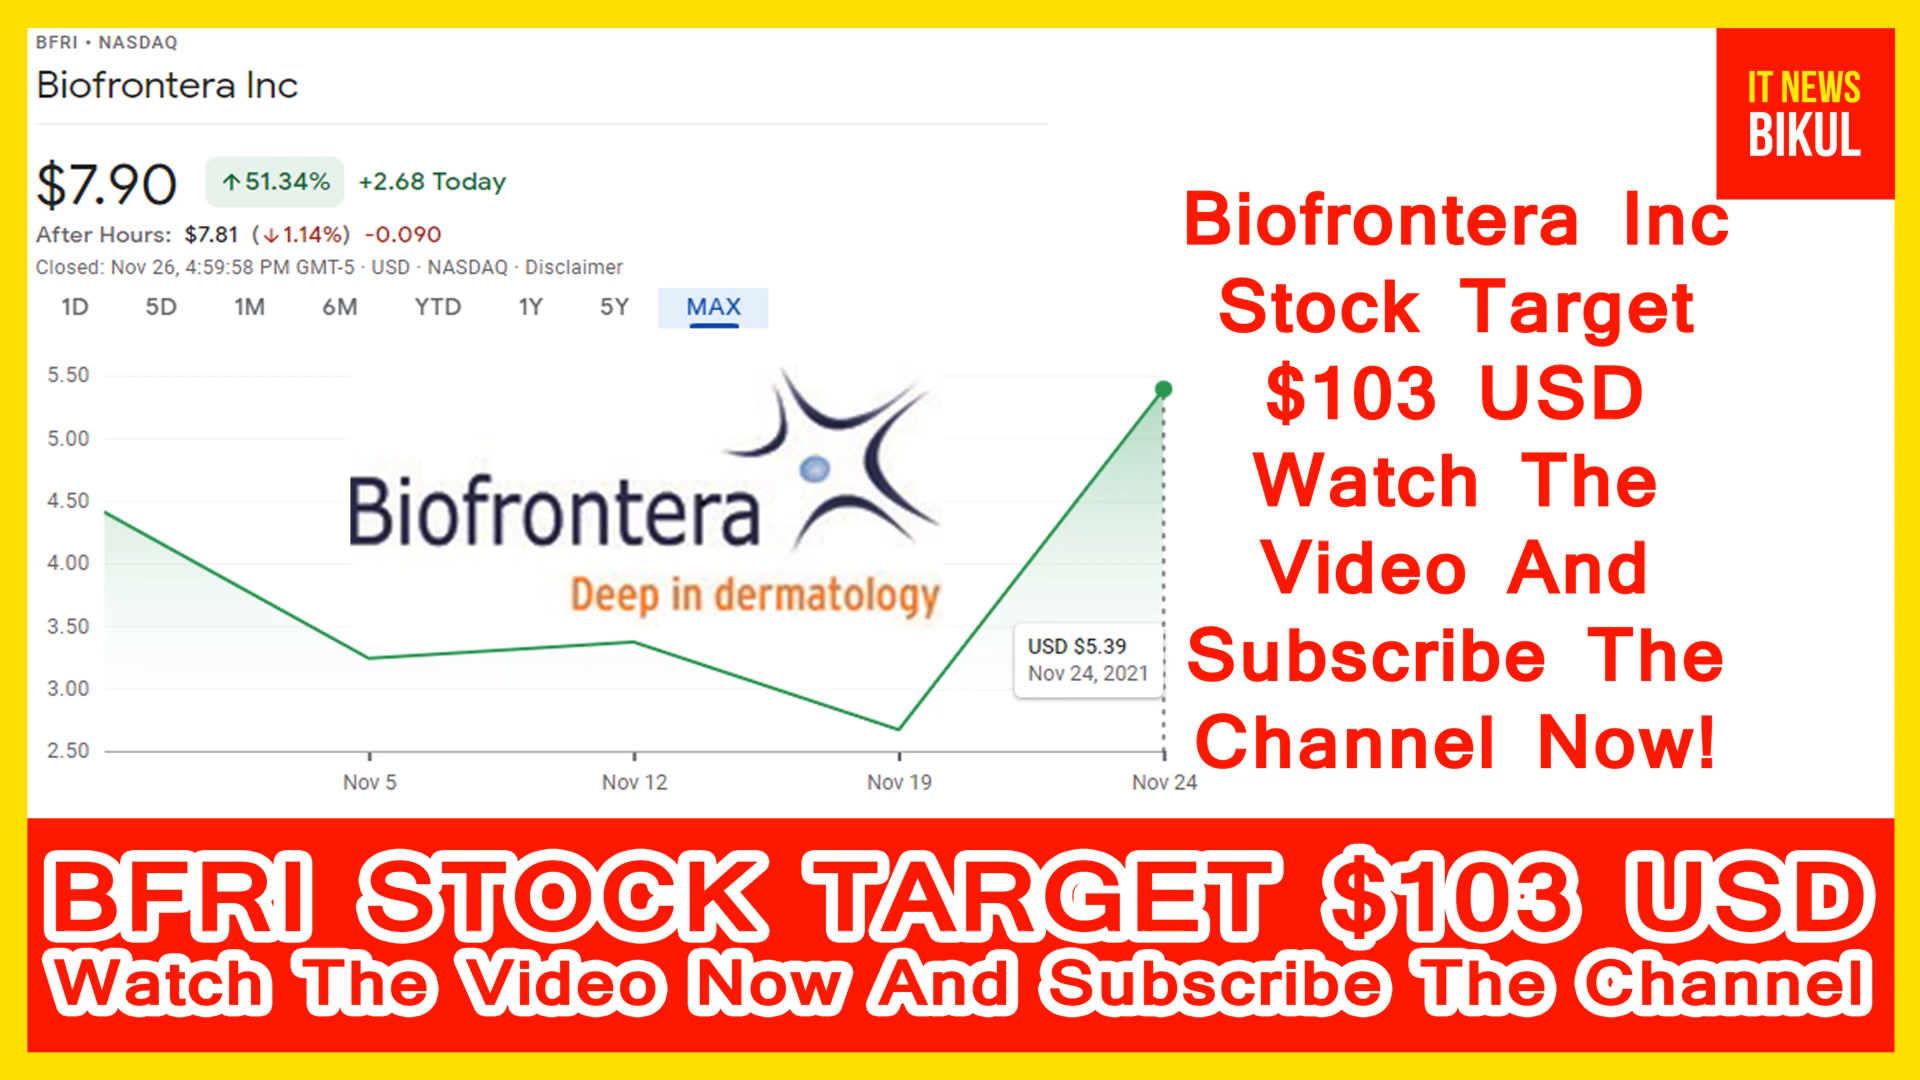 BFRI • NASDAQ
Biofrontera Inc
$7.90 ↑51.34% +2.68 Today
After Hours: $7.81 (↓1.14%) -0.090
Closed: Nov 26, 4:59:58 PM GMT-5 · USD · NASDAQ · Disclaimer
1D 5D 1M 6M YTD 1Y 5Y MAX
5.50
5.00
4.50
4.00
3.50
3.00
2.50
Biofrontera
Deep in dermatology
USD $5.39
Nov 24, 2021
Nov 5 Nov 12 Nov 19 Nov 24
IT NEWS
BIKUL
Biofrontera Inc
Stock Target
$103 USD
Watch The
Video And
Subscribe The
Channel Now!
BFRI STOCK TARGET $103 USD
Watch The Video Now And Subscribe The Channel